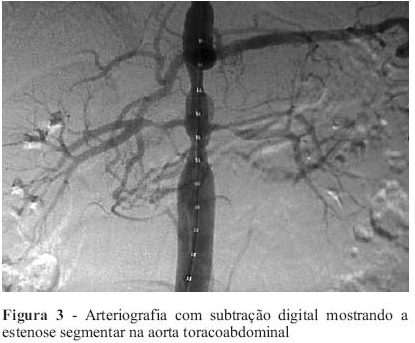 Figura 3 - Arteriografia com subtração digital mostrando a
estenose segmentar na aorta toracoabdominal